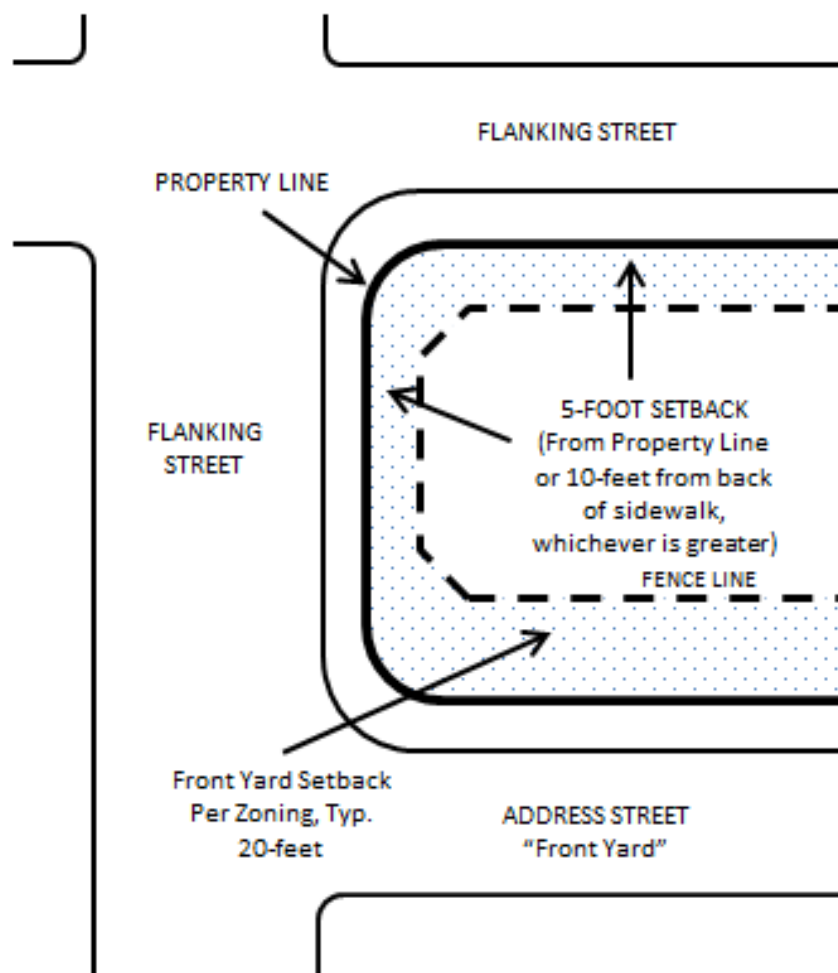 FLANKING STREET
PROPERTY LINE
5-FOOT SETBACK
(From Property Line
or 10-feet from back
of sidewalk,
whichever is greater)
FLANKING
STREET
FENCE LINE
Front Yard Setback
Per Zoning, Typ.
20-feet
ADDRESS STREET
“Front Yard”